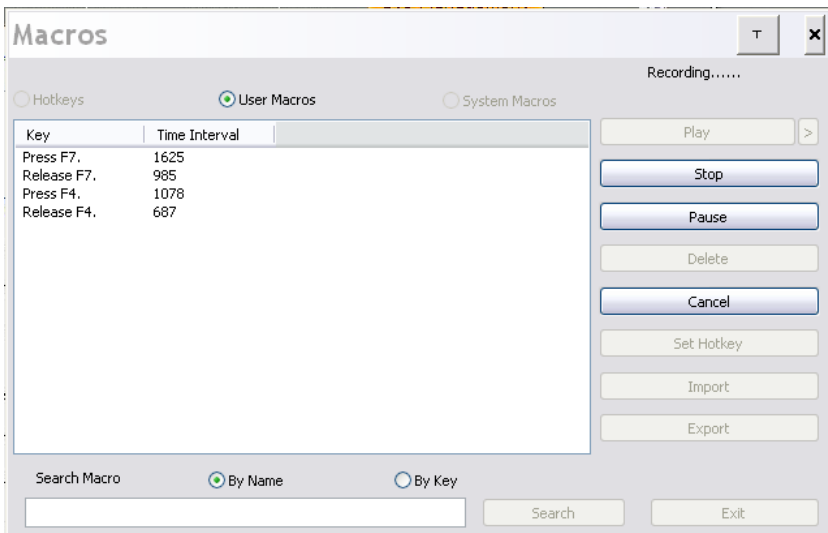 Macros
T
×
Recording......
Hotkeys
User Macros
System Macros
Key Time Interval
Press F7. 1625
Release F7. 985
Press F4. 1078
Release F4. 687
Play
>
Stop
Pause
Delete
Cancel
Set Hotkey
Import
Export
Search Macro
By Name
By Key
Search
Exit